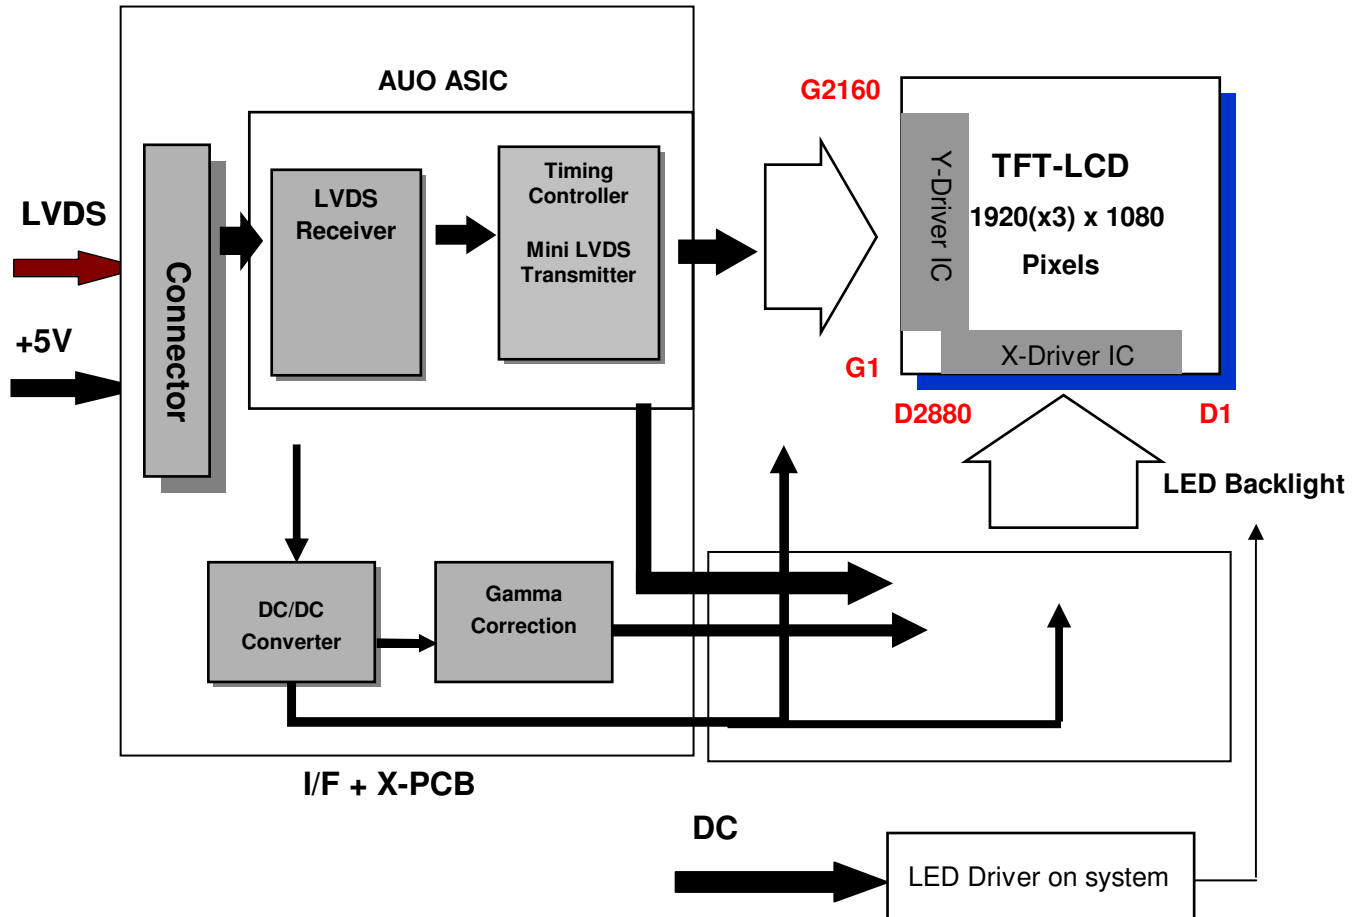 AUO ASIC
G2160
LVDS
+5V
Connector
LVDS
Receiver
Timing
Controller
Mini LVDS
Transmitter
Y-Driver IC
TFT-LCD
1920(x3) x 1080
Pixels
X-Driver IC
G1
D2880
D1
LED Backlight
DC/DC
Converter
Gamma
Correction
I/F + X-PCB
DC
LED Driver on system